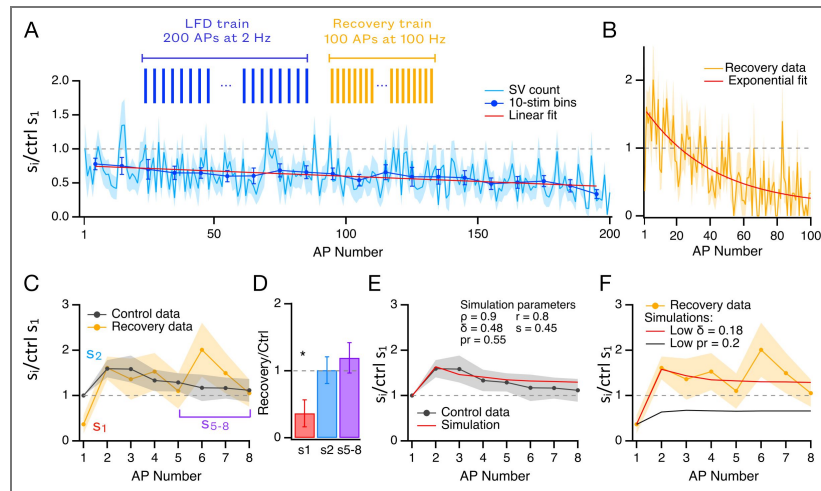 A
LFD train
200 APs at 2 Hz
Recovery train
100 APs at 100 Hz
...
...
SV count
10-stim bins
Linear fit
sᵢ/ctrl s₁
2.0
1.5
1.0
0.5
0.0
1
50
100
150
200
AP Number
B
Recovery data
Exponential fit
sᵢ/ctrl s₁
2
1
0
1
20
40
60
80
100
AP Number
C
Control data
Recovery data
sᵢ/ctrl s₁
3
2
1
0
s₂
s₁
s₅₋₈
1
2
3
4
5
6
7
8
AP Number
D
Recovery/Ctrl
2
1
0
*
s1
s2
s5-8
E
Simulation parameters
ρ = 0.9 r = 0.8
δ = 0.48 s = 0.45
pr = 0.55
sᵢ/ctrl s₁
3
2
1
0
Control data
Simulation
1
2
3
4
5
6
7
8
AP Number
F
Recovery data
Simulations:
Low δ = 0.18
Low pr = 0.2
sᵢ/ctrl s₁
3
2
1
0
1
2
3
4
5
6
7
8
AP Number